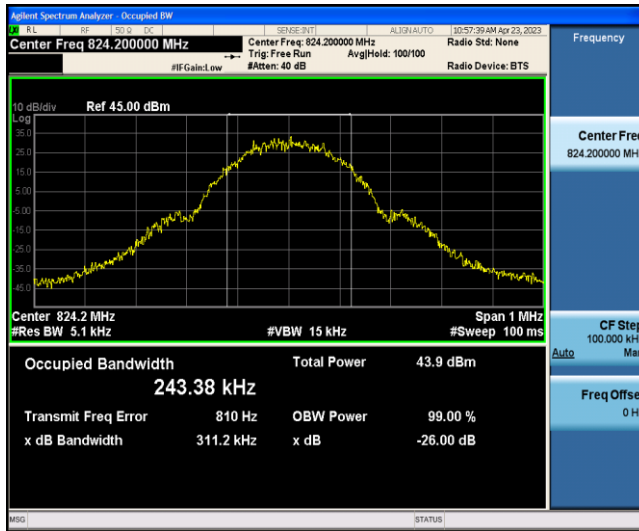 Agilent Spectrum Analyzer - Occupied BW
RL RF 50 Ω DC SENSE:INT ALIGN AUTO 10:57:39 AM Apr 23, 2023
Center Freq 824.200000 MHz
Center Freq: 824.200000 MHz Radio Std: None
Trig: Free Run Avg|Hold: 100/100
#IFGain:Low #Atten: 40 dB Radio Device: BTS
10 dB/div Ref 45.00 dBm
Log
35.0
25.0
15.0
5.00
-5.00
-15.0
-25.0
-35.0
-45.0
Center 824.2 MHz Span 1 MHz
#Res BW 5.1 kHz #VBW 15 kHz #Sweep 100 ms
Occupied Bandwidth Total Power 43.9 dBm
243.38 kHz
Transmit Freq Error 810 Hz OBW Power 99.00 %
x dB Bandwidth 311.2 kHz x dB -26.00 dB
Frequency
Center Fre
824.200000 MH
CF Step
100.000 kH
Auto Ma
Freq Offse
0 H
MSG STATUS